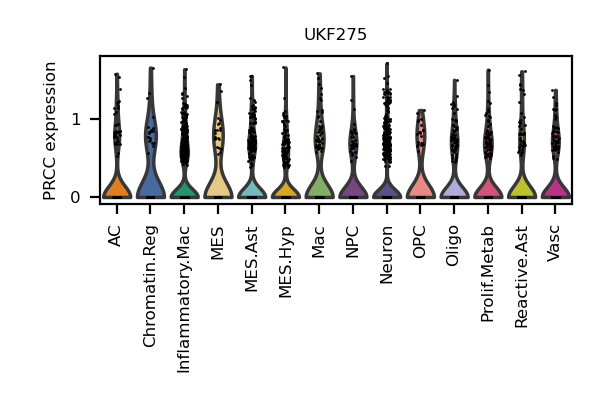 UKF275
PRCC expression
1
0
AC
Chromatin.Reg
Inflammatory.Mac
MES
MES.Ast
MES.Hyp
Mac
NPC
Neuron
OPC
Oligo
Prolif.Metab
Reactive.Ast
Vasc